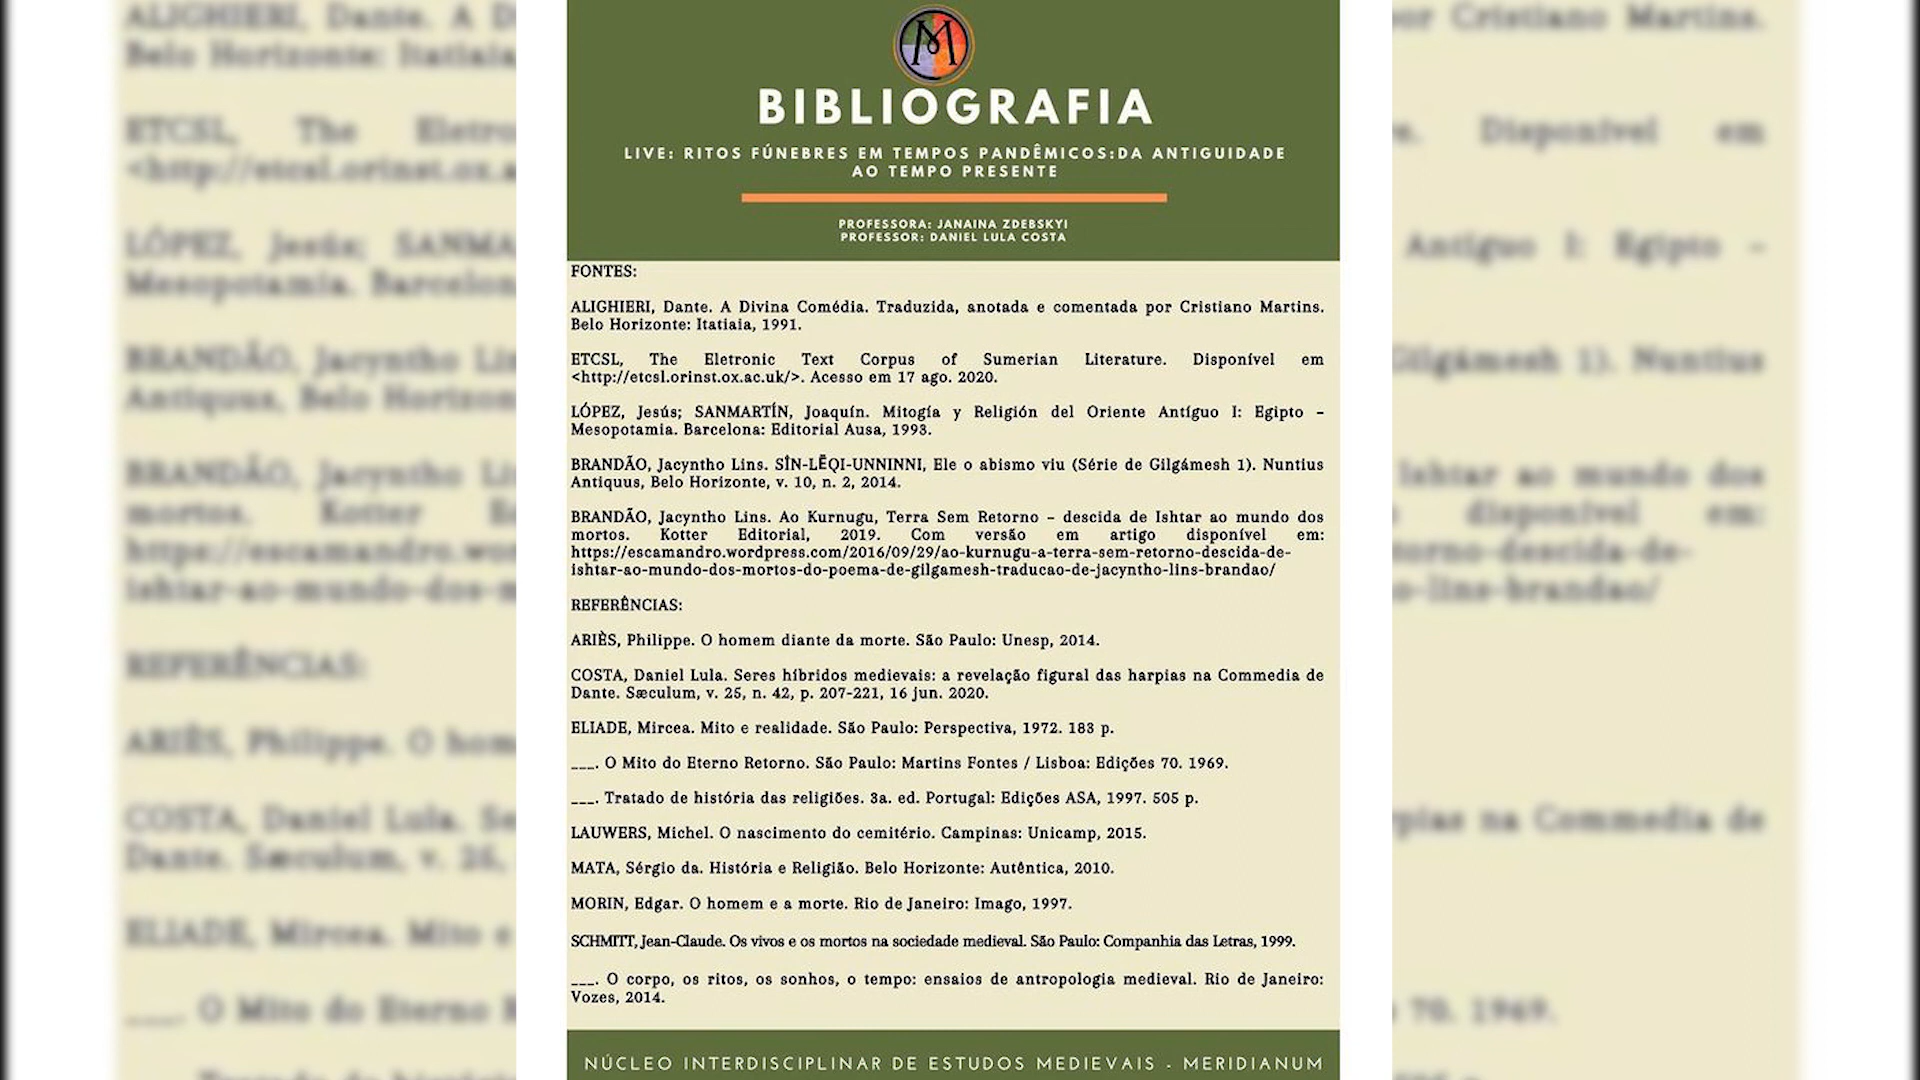 M
BIBLIOGRAFIA
LIVE: RITOS FÚNEBRES EM TEMPOS PANDÊMICOS:DA ANTIGUIDADE
AO TEMPO PRESENTE
PROFESSORA: JANAINA ZDEBSKYI
PROFESSOR: DANIEL LULA COSTA
FONTES:
ALIGHIERI, Dante. A Divina Comédia. Traduzida, anotada e comentada por Cristiano Martins.
Belo Horizonte: Itatiaia, 1991.
ETCSL, The Eletronic Text Corpus of Sumerian Literature. Disponível em
<http://etcsl.orinst.ox.ac.uk/>. Acesso em 17 ago. 2020.
LÓPEZ, Jesús; SANMARTÍN, Joaquín. Mitogía y Religión del Oriente Antíguo I: Egipto –
Mesopotamia. Barcelona: Editorial Ausa, 1993.
BRANDÃO, Jacyntho Lins. SÎN-LĒQI-UNNINNI, Ele o abismo viu (Série de Gilgámesh 1). Nuntius
Antiquus, Belo Horizonte, v. 10, n. 2, 2014.
BRANDÃO, Jacyntho Lins. Ao Kurnugu, Terra Sem Retorno – descida de Ishtar ao mundo dos
mortos. Kotter Editorial, 2019. Com versão em artigo disponível em:
https://escamandro.wordpress.com/2016/09/29/ao-kurnugu-a-terra-sem-retorno-descida-de-
ishtar-ao-mundo-dos-mortos-do-poema-de-gilgamesh-traducao-de-jacyntho-lins-brandao/
REFERÊNCIAS:
ARIÈS, Philippe. O homem diante da morte. São Paulo: Unesp, 2014.
COSTA, Daniel Lula. Seres híbridos medievais: a revelação figural das harpias na Commedia de
Dante. Sæculum, v. 25, n. 42, p. 207-221, 16 jun. 2020.
ELIADE, Mircea. Mito e realidade. São Paulo: Perspectiva, 1972. 183 p.
___. O Mito do Eterno Retorno. São Paulo: Martins Fontes / Lisboa: Edições 70. 1969.
___. Tratado de história das religiões. 3a. ed. Portugal: Edições ASA, 1997. 505 p.
LAUWERS, Michel. O nascimento do cemitério. Campinas: Unicamp, 2015.
MATA, Sérgio da. História e Religião. Belo Horizonte: Autêntica, 2010.
MORIN, Edgar. O homem e a morte. Rio de Janeiro: Imago, 1997.
SCHMITT, Jean-Claude. Os vivos e os mortos na sociedade medieval. São Paulo: Companhia das Letras, 1999.
___. O corpo, os ritos, os sonhos, o tempo: ensaios de antropologia medieval. Rio de Janeiro:
Vozes, 2014.
NÚCLEO INTERDISCIPLINAR DE ESTUDOS MEDIEVAIS - MERIDIANUM